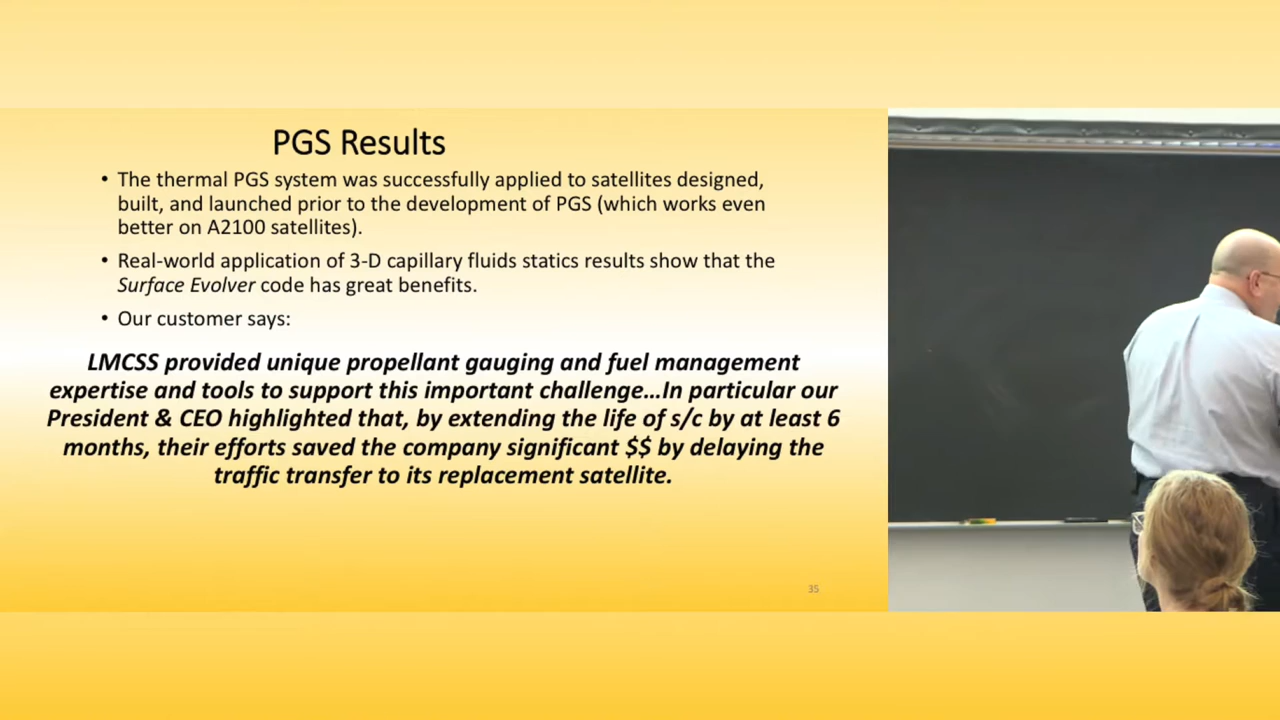 PGS Results
• The thermal PGS system was successfully applied to satellites designed,
built, and launched prior to the development of PGS (which works even
better on A2100 satellites).
• Real-world application of 3-D capillary fluids statics results show that the
Surface Evolver code has great benefits.
• Our customer says:
LMCSS provided unique propellant gauging and fuel management
expertise and tools to support this important challenge…In particular our
President & CEO highlighted that, by extending the life of s/c by at least 6
months, their efforts saved the company significant $$ by delaying the
traffic transfer to its replacement satellite.
35